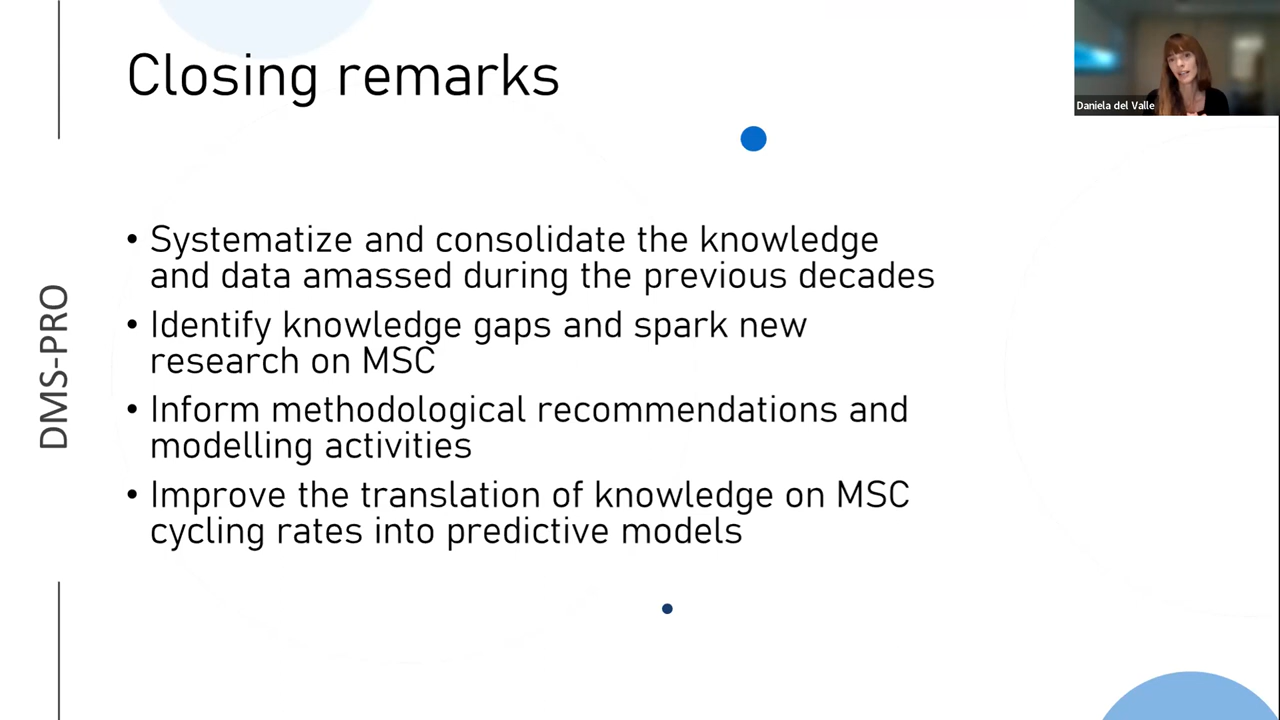 Closing remarks
Daniela del Valle
DMS-PRO
• Systematize and consolidate the knowledge
and data amassed during the previous decades
• Identify knowledge gaps and spark new
research on MSC
• Inform methodological recommendations and
modelling activities
• Improve the translation of knowledge on MSC
cycling rates into predictive models